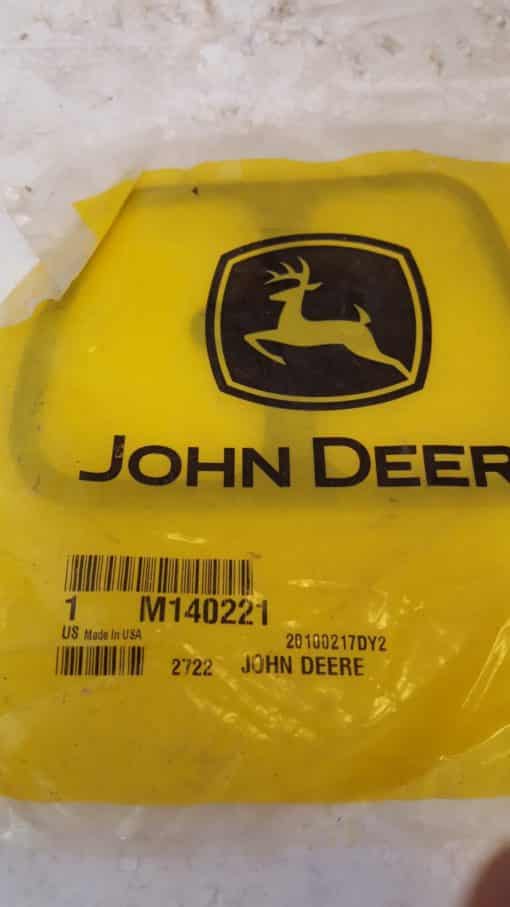 JOHN DEER
1 M140221
US Made In USA
20100217DY2
2722 JOHN DEERE